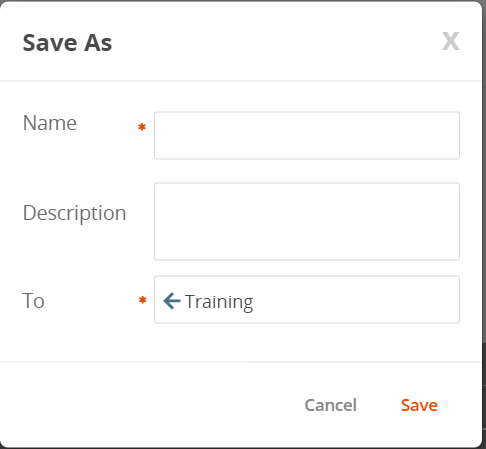 Save As X
Name *
Description
To * Training
Cancel Save